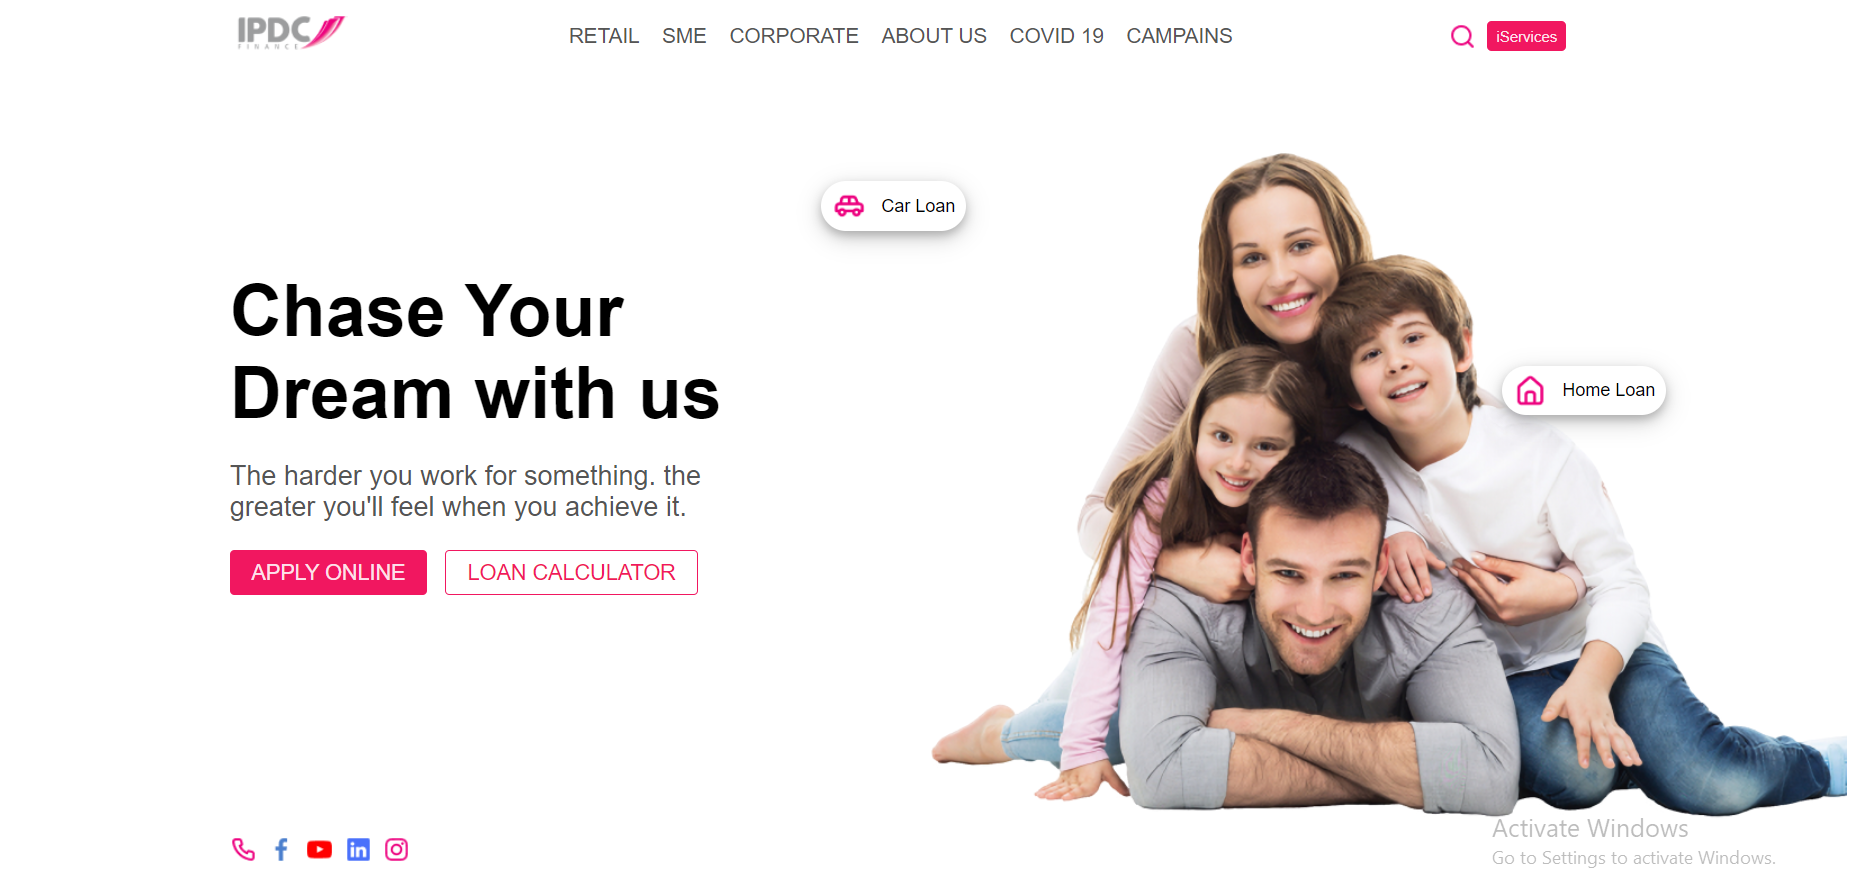 IPDC
FINANCE
RETAIL SME CORPORATE ABOUT US COVID 19 CAMPAINS
iServices
Car Loan
Chase Your
Dream with us
Home Loan
The harder you work for something. the
greater you'll feel when you achieve it.
APPLY ONLINE
LOAN CALCULATOR
Activate Windows
Go to Settings to activate Windows.